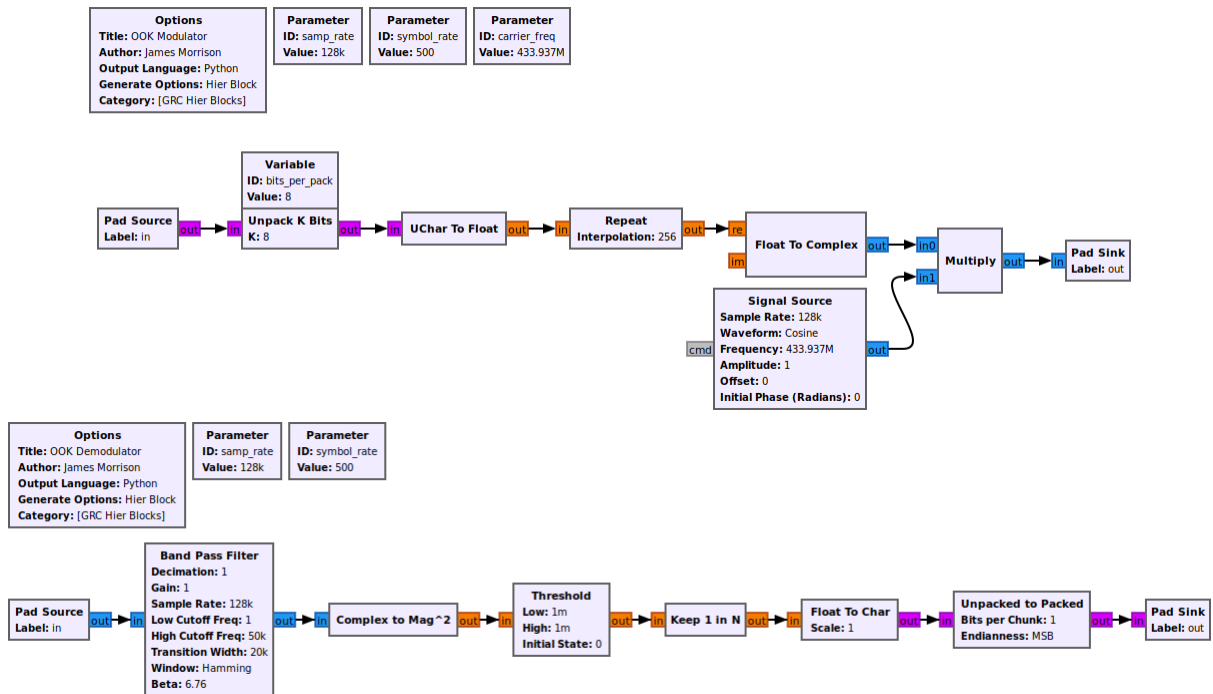 Options
Title: OOK Modulator
Author: James Morrison
Output Language: Python
Generate Options: Hier Block
Category: [GRC Hier Blocks]
Parameter
ID: samp_rate
Value: 128k
Parameter
ID: symbol_rate
Value: 500
Parameter
ID: carrier_freq
Value: 433.937M
Variable
ID: bits_per_pack
Value: 8
Pad Source
Label: in
out
in
Unpack K Bits
K: 8
out
in
UChar To Float
out
in
Repeat
Interpolation: 256
out
re
im
Float To Complex
out
cmd
Signal Source
Sample Rate: 128k
Waveform: Cosine
Frequency: 433.937M
Amplitude: 1
Offset: 0
Initial Phase (Radians): 0
out
in0
in1
Multiply
out
in
Pad Sink
Label: out
Options
Title: OOK Demodulator
Author: James Morrison
Output Language: Python
Generate Options: Hier Block
Category: [GRC Hier Blocks]
Parameter
ID: samp_rate
Value: 128k
Parameter
ID: symbol_rate
Value: 500
Pad Source
Label: in
out
in
Band Pass Filter
Decimation: 1
Gain: 1
Sample Rate: 128k
Low Cutoff Freq: 1
High Cutoff Freq: 50k
Transition Width: 20k
Window: Hamming
Beta: 6.76
out
in
Complex to Mag^2
out
in
Threshold
Low: 1m
High: 1m
Initial State: 0
out
in
Keep 1 in N
out
in
Float To Char
Scale: 1
out
in
Unpacked to Packed
Bits per Chunk: 1
Endianness: MSB
out
in
Pad Sink
Label: out